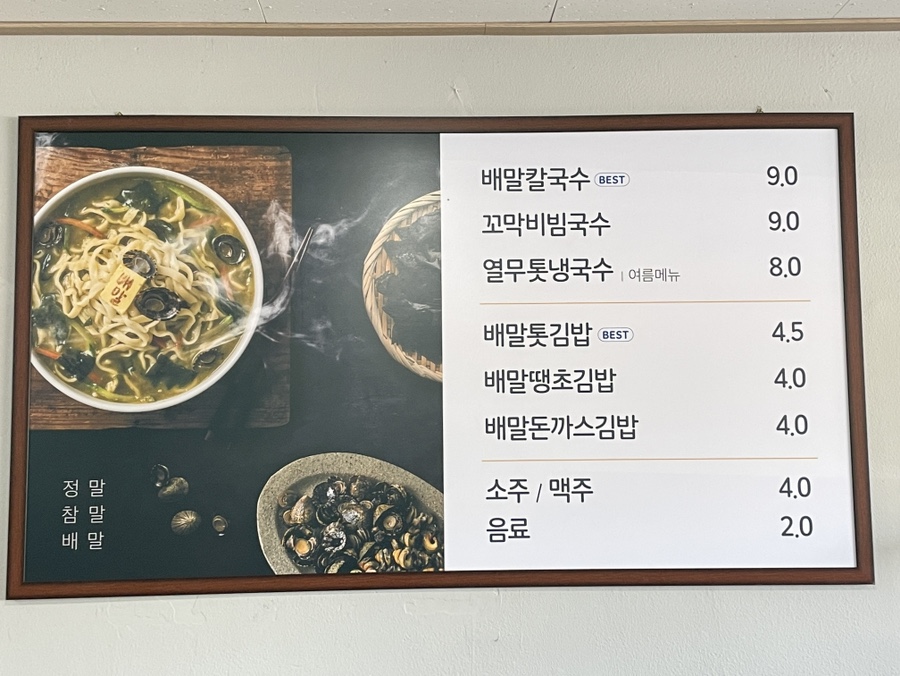 배말
정말
참말
배말
배말칼국수 BEST 9.0
꼬막비빔국수 9.0
열무톳냉국수 | 여름메뉴 8.0
배말톳김밥 BEST 4.5
배말땡초김밥 4.0
배말돈까스김밥 4.0
소주 / 맥주 4.0
음료 2.0